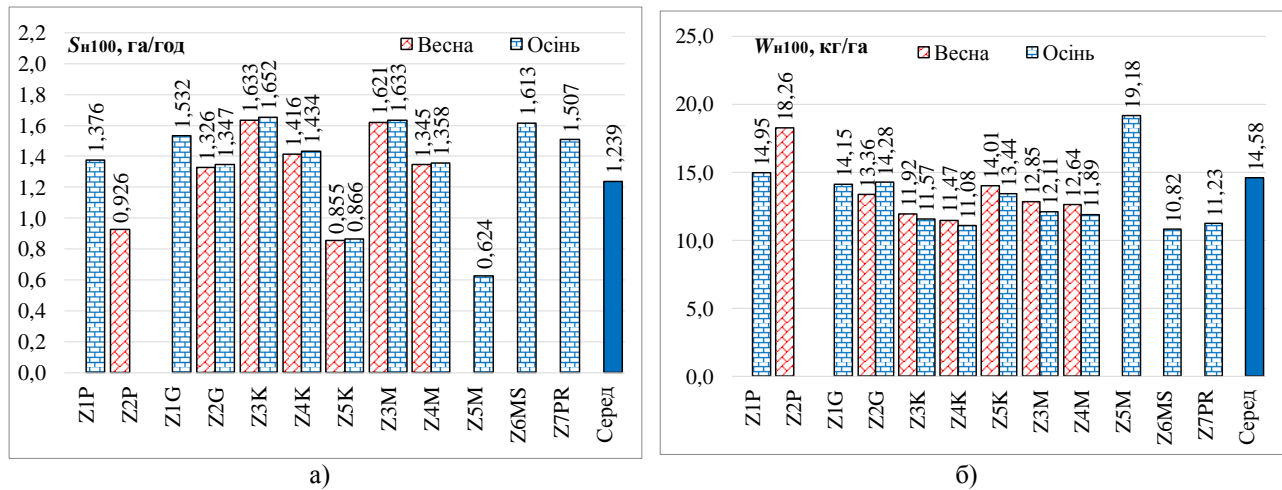 Sн100, га/год
Весна Осінь
2,2
2,0
1,8
1,6
1,4
1,2
1,0
0,8
0,6
0,4
0,2
0,0
1,376
0,926
1,532
1,326
1,347
1,633
1,652
1,416
1,434
0,855
0,866
1,621
1,633
1,345
1,358
0,624
1,613
1,507
1,239
Z1P
Z2P
Z1G
Z2G
Z3K
Z4K
Z5K
Z3M
Z4M
Z5M
Z6MS
Z7PR
Серед
а)
Wн100, кг/га
Весна Осінь
25,0
20,0
15,0
10,0
5,0
0,0
14,95
18,26
14,15
13,36
14,28
11,92
11,57
11,47
11,08
14,01
13,44
12,85
12,11
12,64
11,89
19,18
10,82
11,23
14,58
Z1P
Z2P
Z1G
Z2G
Z3K
Z4K
Z5K
Z3M
Z4M
Z5M
Z6MS
Z7PR
Серед
б)